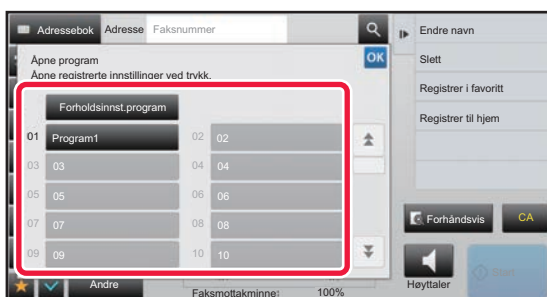 Adressebok Adresse Faksnummer
Endre navn
Åpne program OK
Slett
Åpne registrerte innstillinger ved trykk.
Registrer i favoritt
Forholdsinnst.program
Registrer til hjem
01 Program1 02 02
03 03 04 04
05 05 06 06
07 07 08 08
Forhåndsvis CA
09 09 10 10
Start
Andre
Høyttaler
Faksmottakminne: 100%